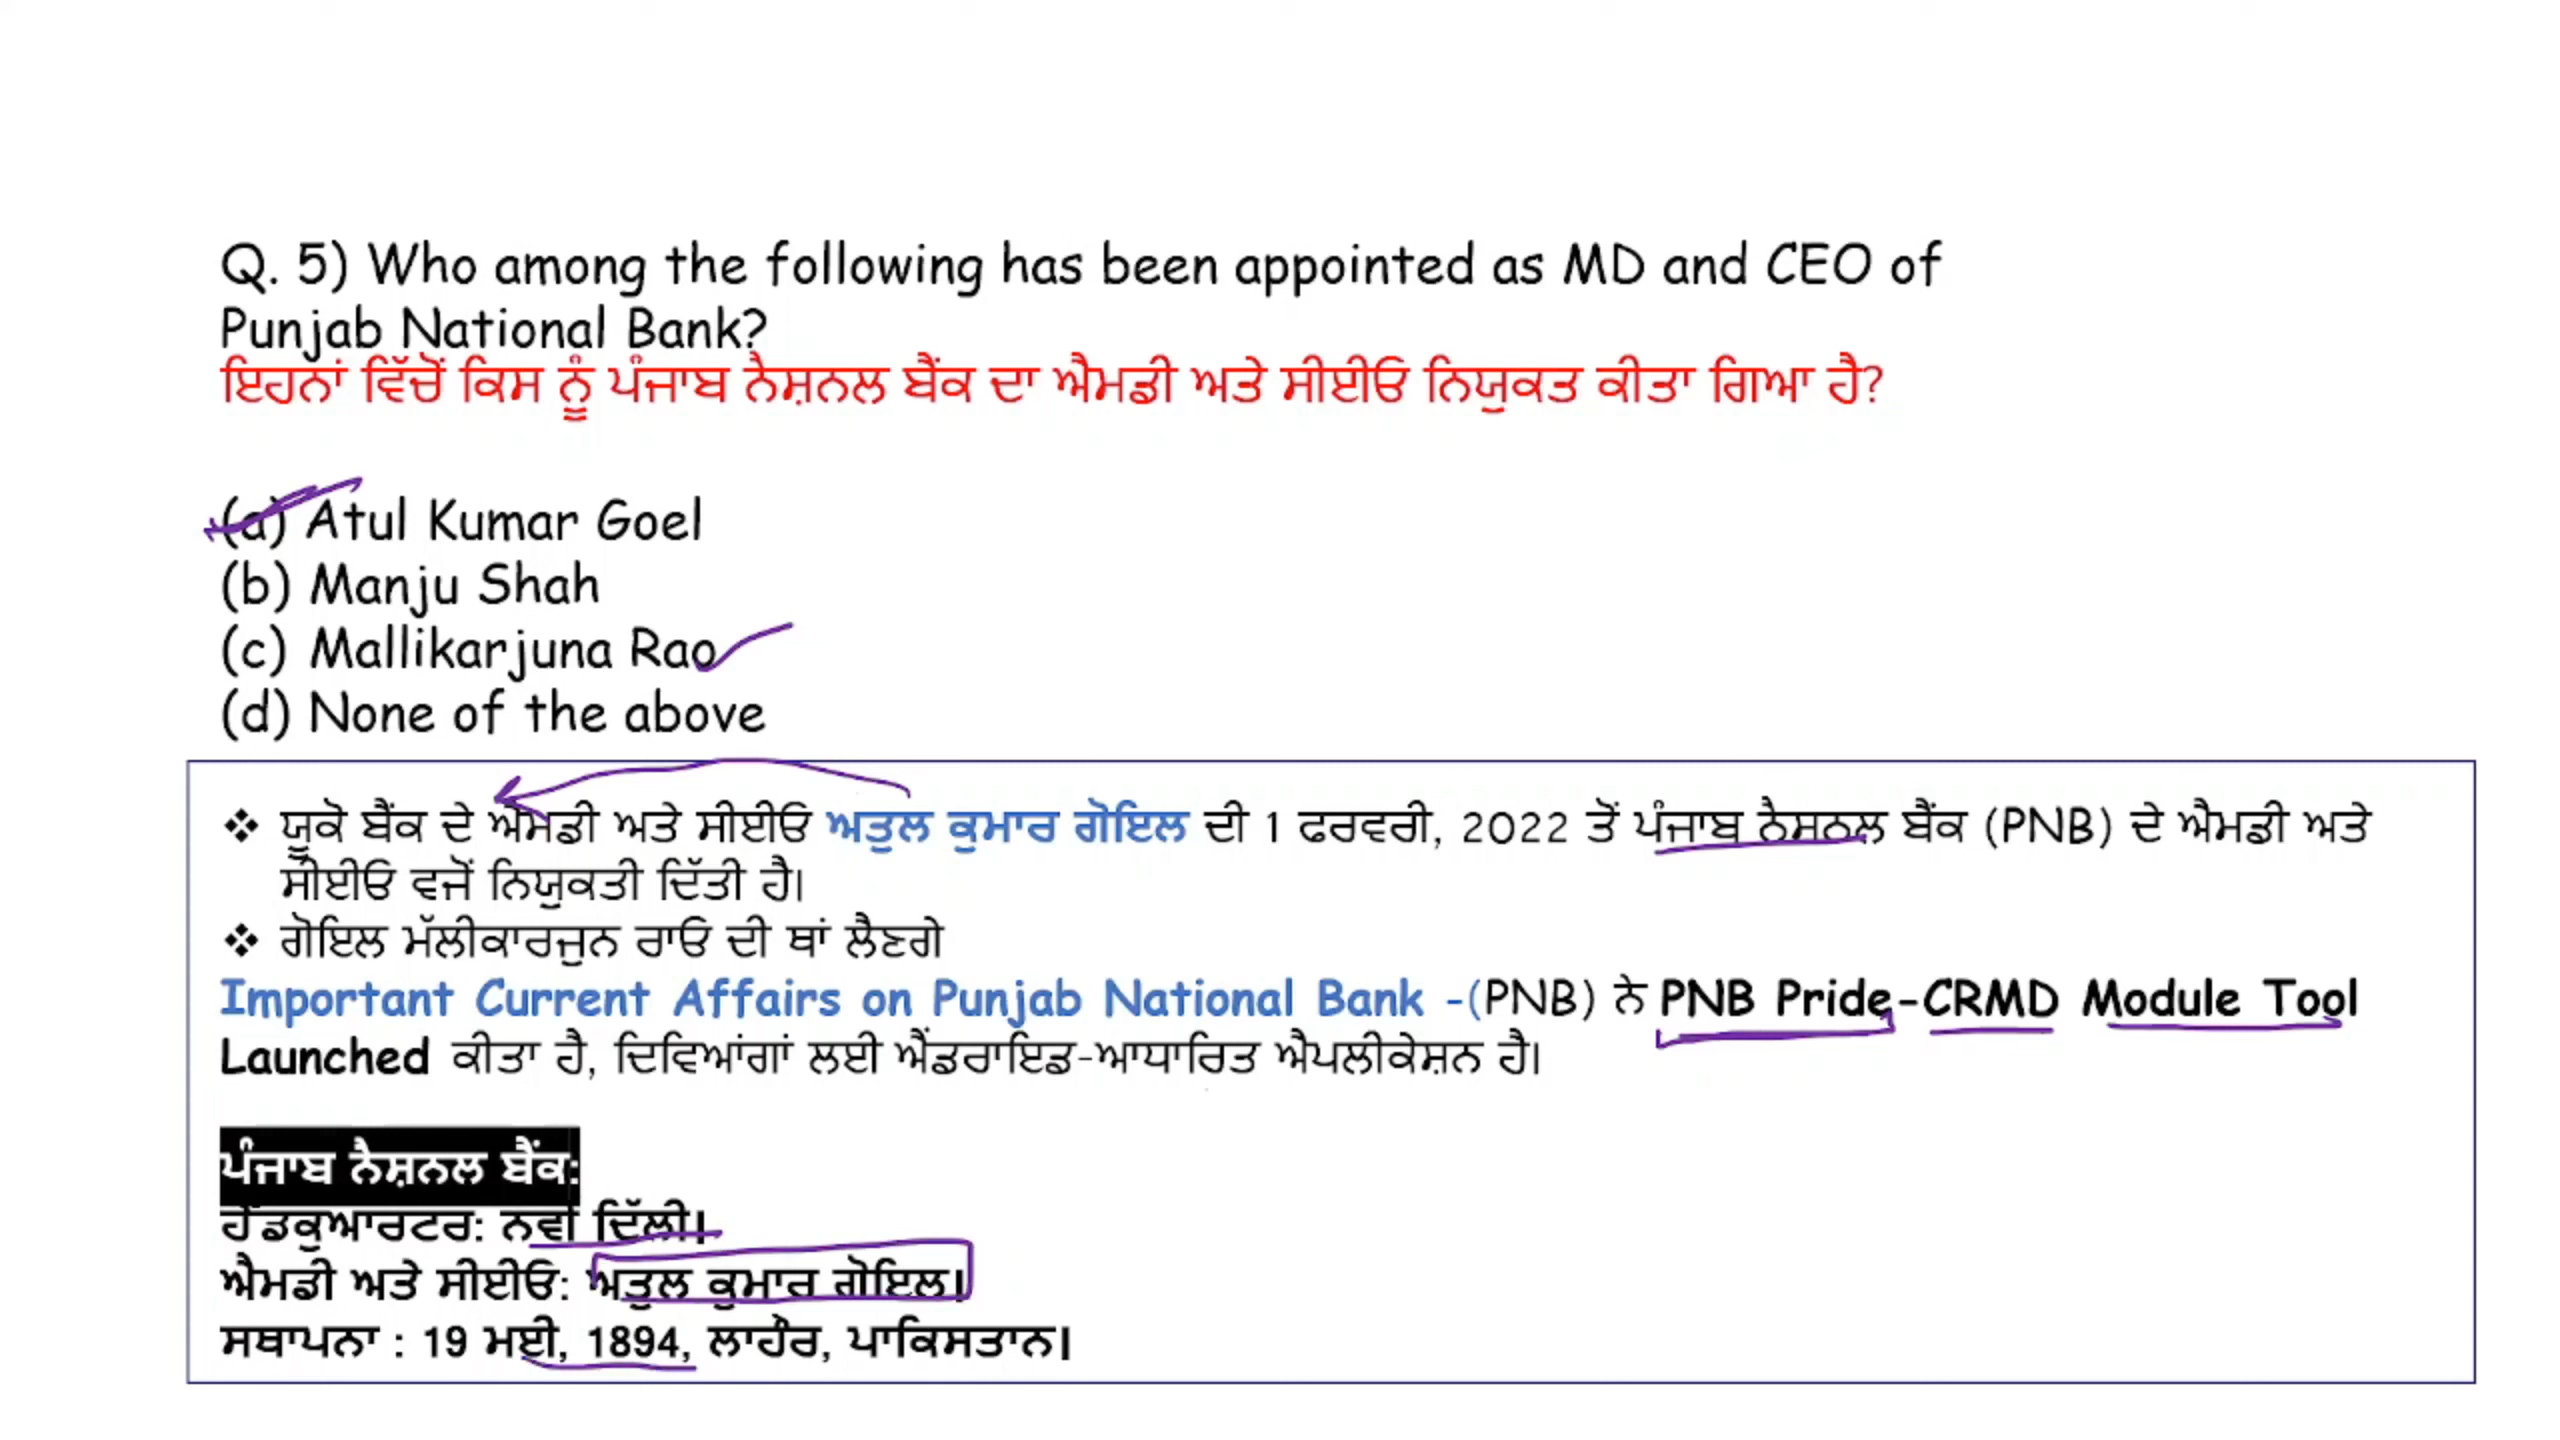 Q. 5) Who among the following has been appointed as MD and CEO of
Punjab National Bank?
ਇਹਨਾਂ ਵਿੱਚੋਂ ਕਿਸ ਨੂੰ ਪੰਜਾਬ ਨੈਸ਼ਨਲ ਬੈਂਕ ਦਾ ਐਮਡੀ ਅਤੇ ਸੀਈਓ ਨਿਯੁਕਤ ਕੀਤਾ ਗਿਆ ਹੈ?
(a) Atul Kumar Goel
(b) Manju Shah
(c) Mallikarjuna Rao
(d) None of the above
❖ ਯੂਕੋ ਬੈਂਕ ਦੇ ਐਮਡੀ ਅਤੇ ਸੀਈਓ ਅਤੁਲ ਕੁਮਾਰ ਗੋਇਲ ਦੀ 1 ਫਰਵਰੀ, 2022 ਤੋਂ ਪੰਜਾਬ ਨੈਸ਼ਨਲ ਬੈਂਕ (PNB) ਦੇ ਐਮਡੀ ਅਤੇ
ਸੀਈਓ ਵਜੋਂ ਨਿਯੁਕਤੀ ਦਿੱਤੀ ਹੈ।
❖ ਗੋਇਲ ਮੱਲੀਕਾਰਜੁਨ ਰਾਓ ਦੀ ਥਾਂ ਲੈਣਗੇ
Important Current Affairs on Punjab National Bank -(PNB) ਨੇ PNB Pride-CRMD Module Tool
Launched ਕੀਤਾ ਹੈ, ਦਿਵਿਆਂਗਾਂ ਲਈ ਐਂਡਰਾਇਡ-ਆਧਾਰਿਤ ਐਪਲੀਕੇਸ਼ਨ ਹੈ।
ਪੰਜਾਬ ਨੈਸ਼ਨਲ ਬੈਂਕ:
ਹੈੱਡਕੁਆਰਟਰ: ਨਵੀਂ ਦਿੱਲੀ।
ਐਮਡੀ ਅਤੇ ਸੀਈਓ: ਅਤੁਲ ਕੁਮਾਰ ਗੋਇਲ।
ਸਥਾਪਨਾ : 19 ਮਈ, 1894, ਲਾਹੌਰ, ਪਾਕਿਸਤਾਨ।